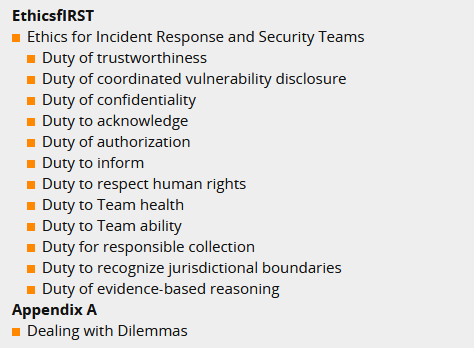 EthicsfIRST
Ethics for Incident Response and Security Teams
Duty of trustworthiness
Duty of coordinated vulnerability disclosure
Duty of confidentiality
Duty to acknowledge
Duty of authorization
Duty to inform
Duty to respect human rights
Duty to Team health
Duty to Team ability
Duty for responsible collection
Duty to recognize jurisdictional boundaries
Duty of evidence-based reasoning
Appendix A
Dealing with Dilemmas